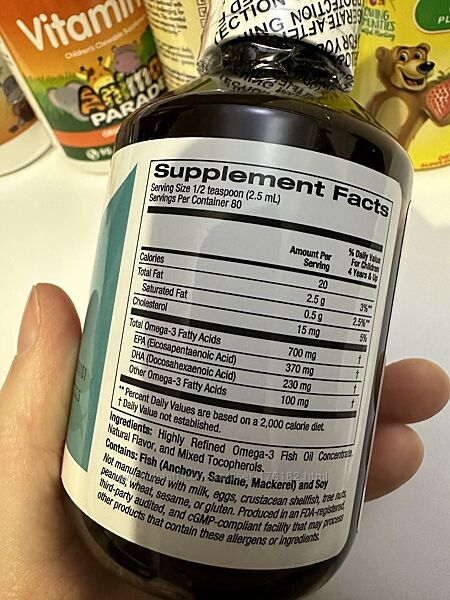 Vitamin
Children's Chewable Supplement
PARAD
Supplement Facts
Serving Size 1/2 teaspoon (2.5 mL)
Servings Per Container 80
Amount Per Serving
% Daily Value For Children 4 Years & Up
Calories 20
Total Fat 2.5 g 3%**
Saturated Fat 0.5 g 2.5%**
Cholesterol 15 mg 5%
Total Omega-3 Fatty Acids 700 mg †
EPA (Eicosapentaenoic Acid) 370 mg †
DHA (Docosahexaenoic Acid) 230 mg †
Other Omega-3 Fatty Acids 100 mg †
** Percent Daily Values are based on a 2,000 calorie diet.
† Daily Value not established.
Ingredients: Highly Refined Omega-3 Fish Oil Concentrate,
Natural Flavor, and Mixed Tocopherols.
Contains: Fish (Anchovy, Sardine, Mackerel) and Soy
Not manufactured with milk, eggs, crustacean shellfish, tree nuts,
peanuts, wheat, sesame, or gluten. Produced in an FDA-registered,
third-party audited, and cGMP-compliant facility that may process
other products that contain these allergens or ingredients.